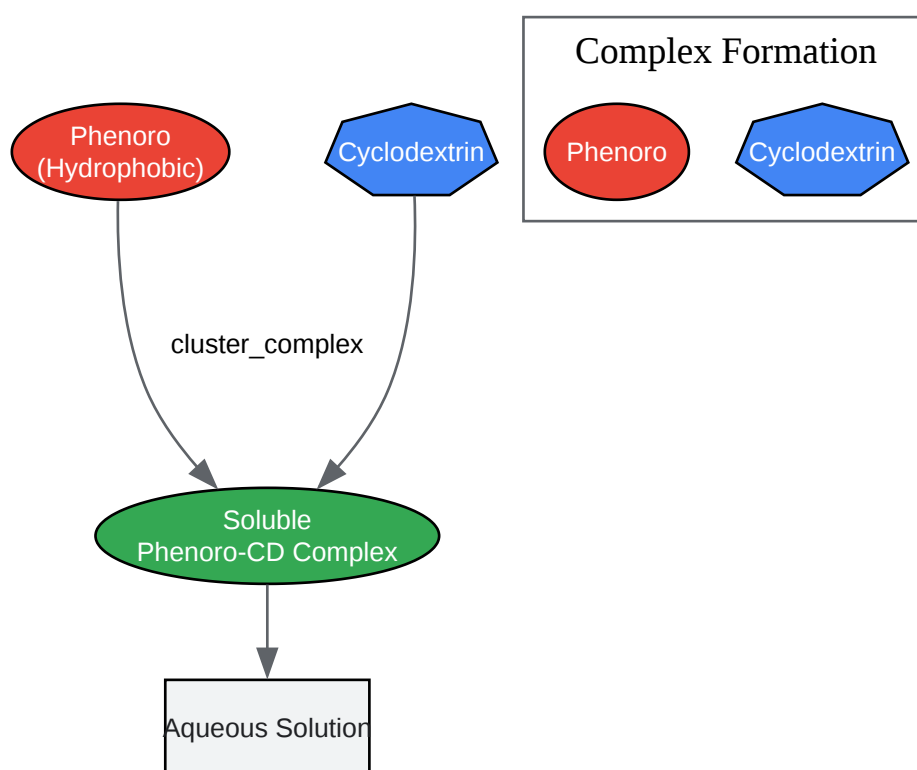 Complex Formation
Phenoro
(Hydrophobic)
Cyclodextrin
Phenoro
Cyclodextrin
cluster_complex
Soluble
Phenoro-CD Complex
Aqueous Solution